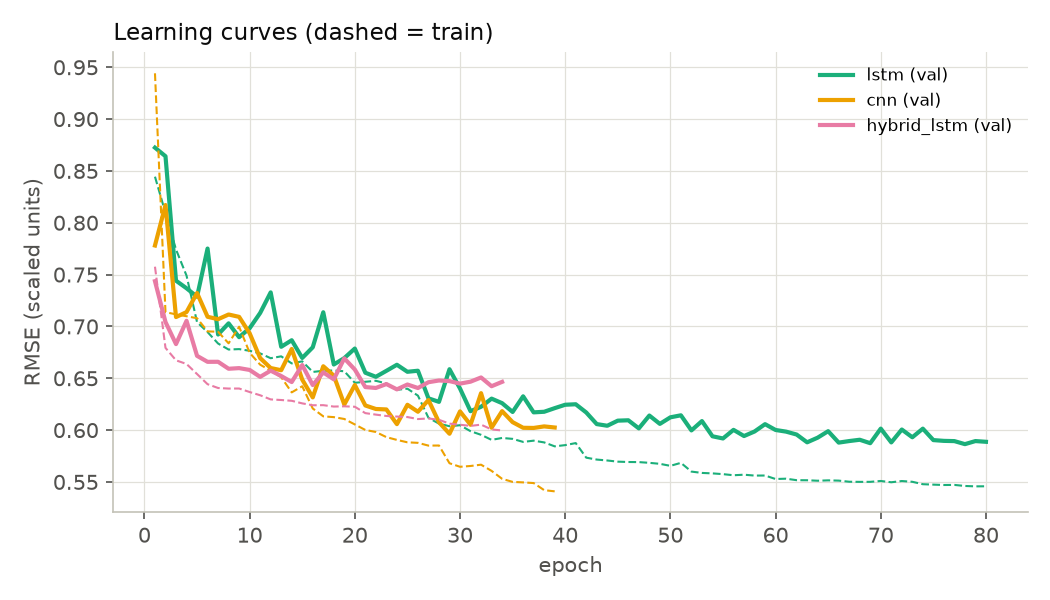 Learning curves (dashed = train)
lstm (val)
cnn (val)
hybrid_lstm (val)
RMSE (scaled units)
0.95
0.90
0.85
0.80
0.75
0.70
0.65
0.60
0.55
0 10 20 30 40 50 60 70 80
epoch